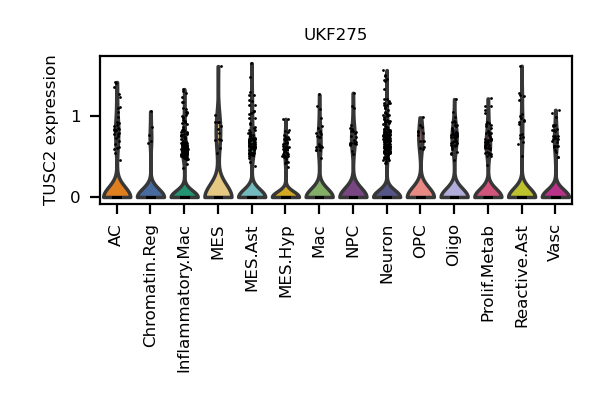 UKF275
TUSC2 expression
1
0
AC
Chromatin.Reg
Inflammatory.Mac
MES
MES.Ast
MES.Hyp
Mac
NPC
Neuron
OPC
Oligo
Prolif.Metab
Reactive.Ast
Vasc